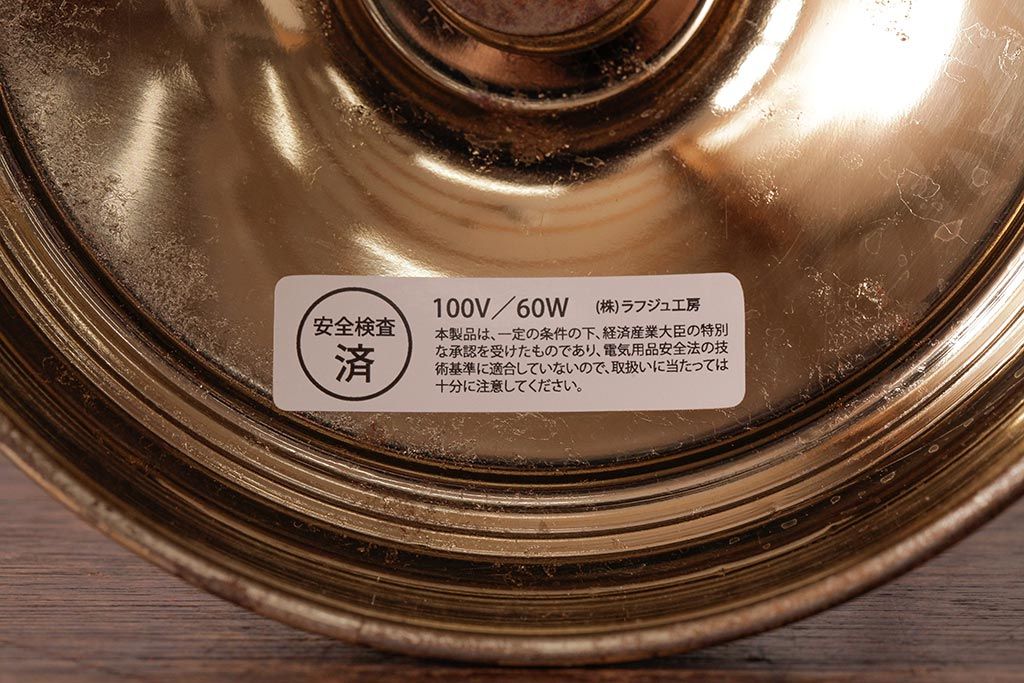 安全検査
済
100V／60W (株)ラフジュ工房
本製品は、一定の条件の下、経済産業大臣の特別
な承認を受けたものであり、電気用品安全法の技
術基準に適合していないので、取扱いに当たっては
十分に注意してください。